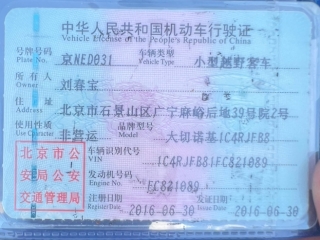 中华人民共和国机动车行驶证
Vehicle License of the People's Republic of China
号牌号码 Plate No. 京NED031 车辆类型 Vehicle Type 小型越野客车
所有人 Owner 刘春宝
住址 Address 北京市石景山区广宁麻峪后地39号院2号
使用性质 Use Character 非营运 品牌型号 Model 大切诺基1C4RJFB8
北京市公安局公安交通管理局
车辆识别代号 VIN 1C4RJFB81FC821089
发动机号码 Engine No. FC821089
注册日期 Register Date 2016-06-30 发证日期 Issue Date 2016-06-30